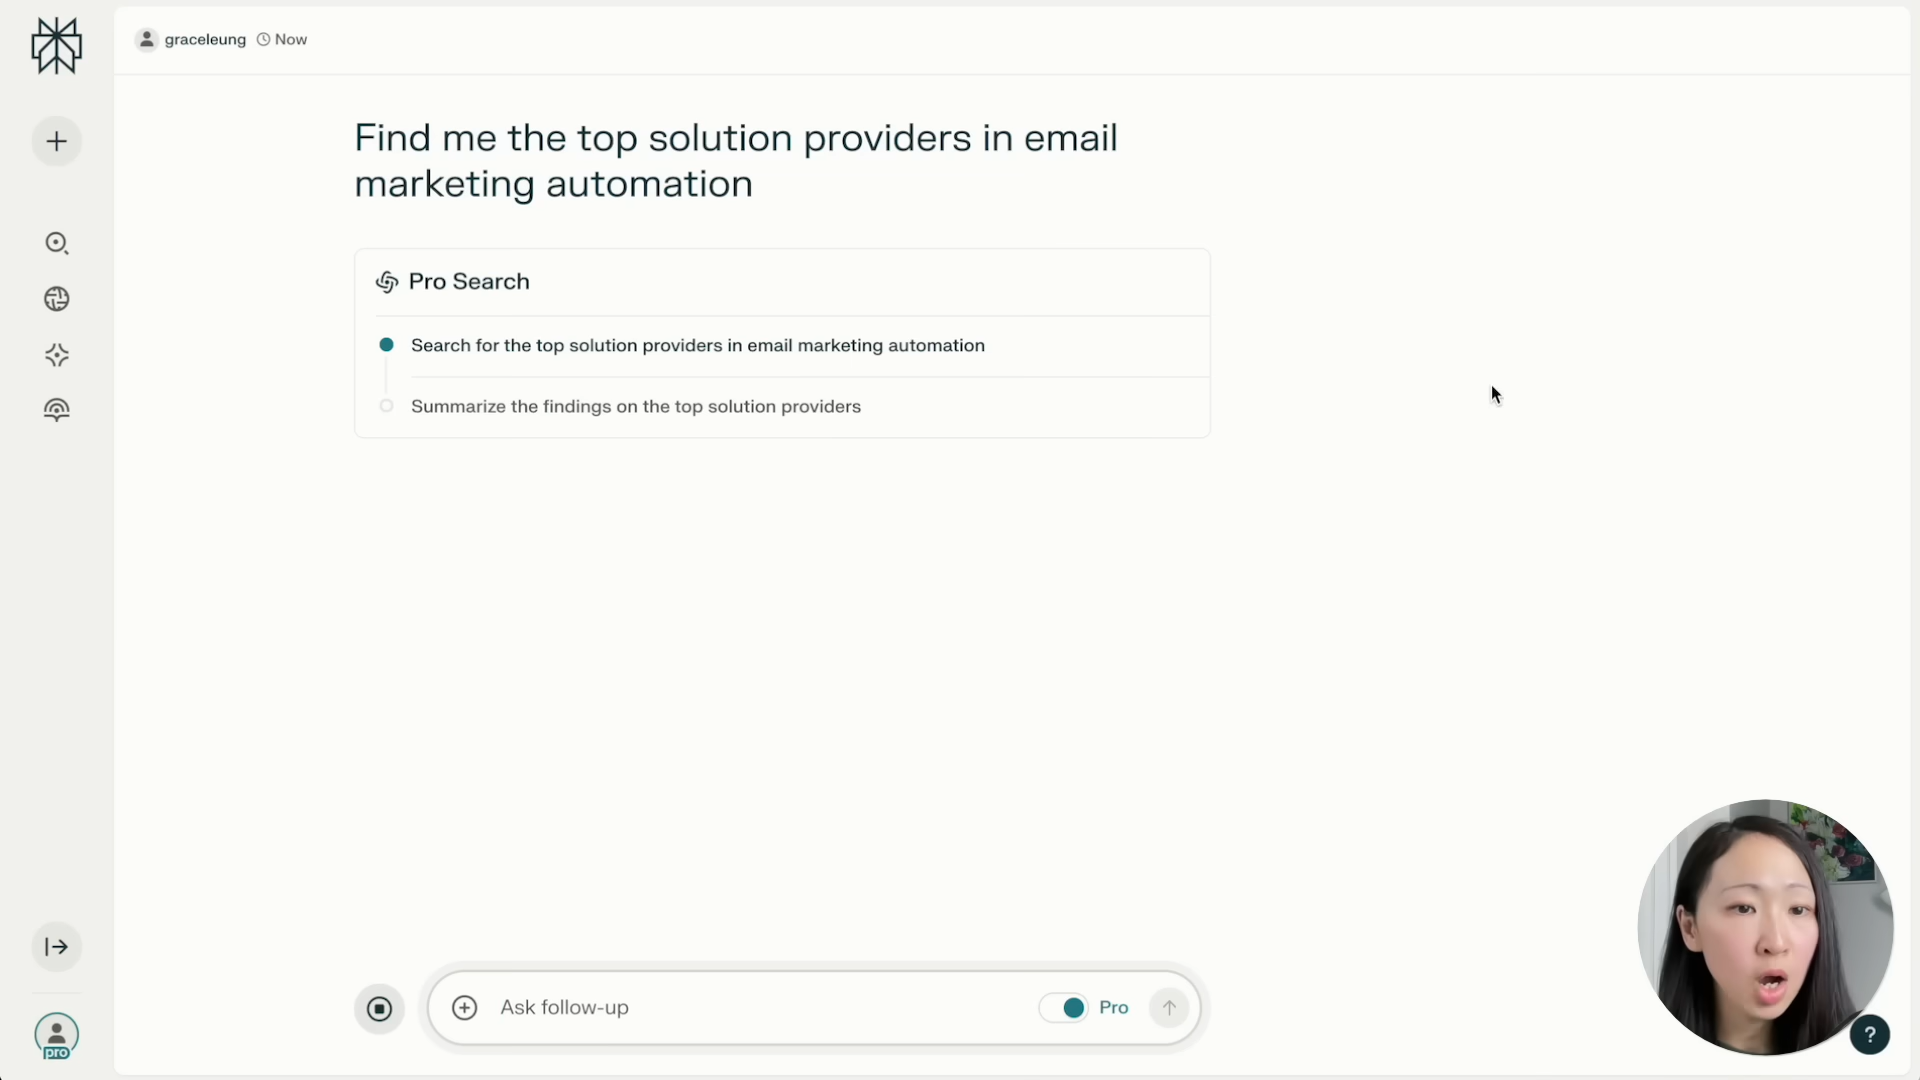 graceleung Now
Find me the top solution providers in email
marketing automation
Pro Search
Search for the top solution providers in email marketing automation
Summarize the findings on the top solution providers
Ask follow-up
Pro
pro
?